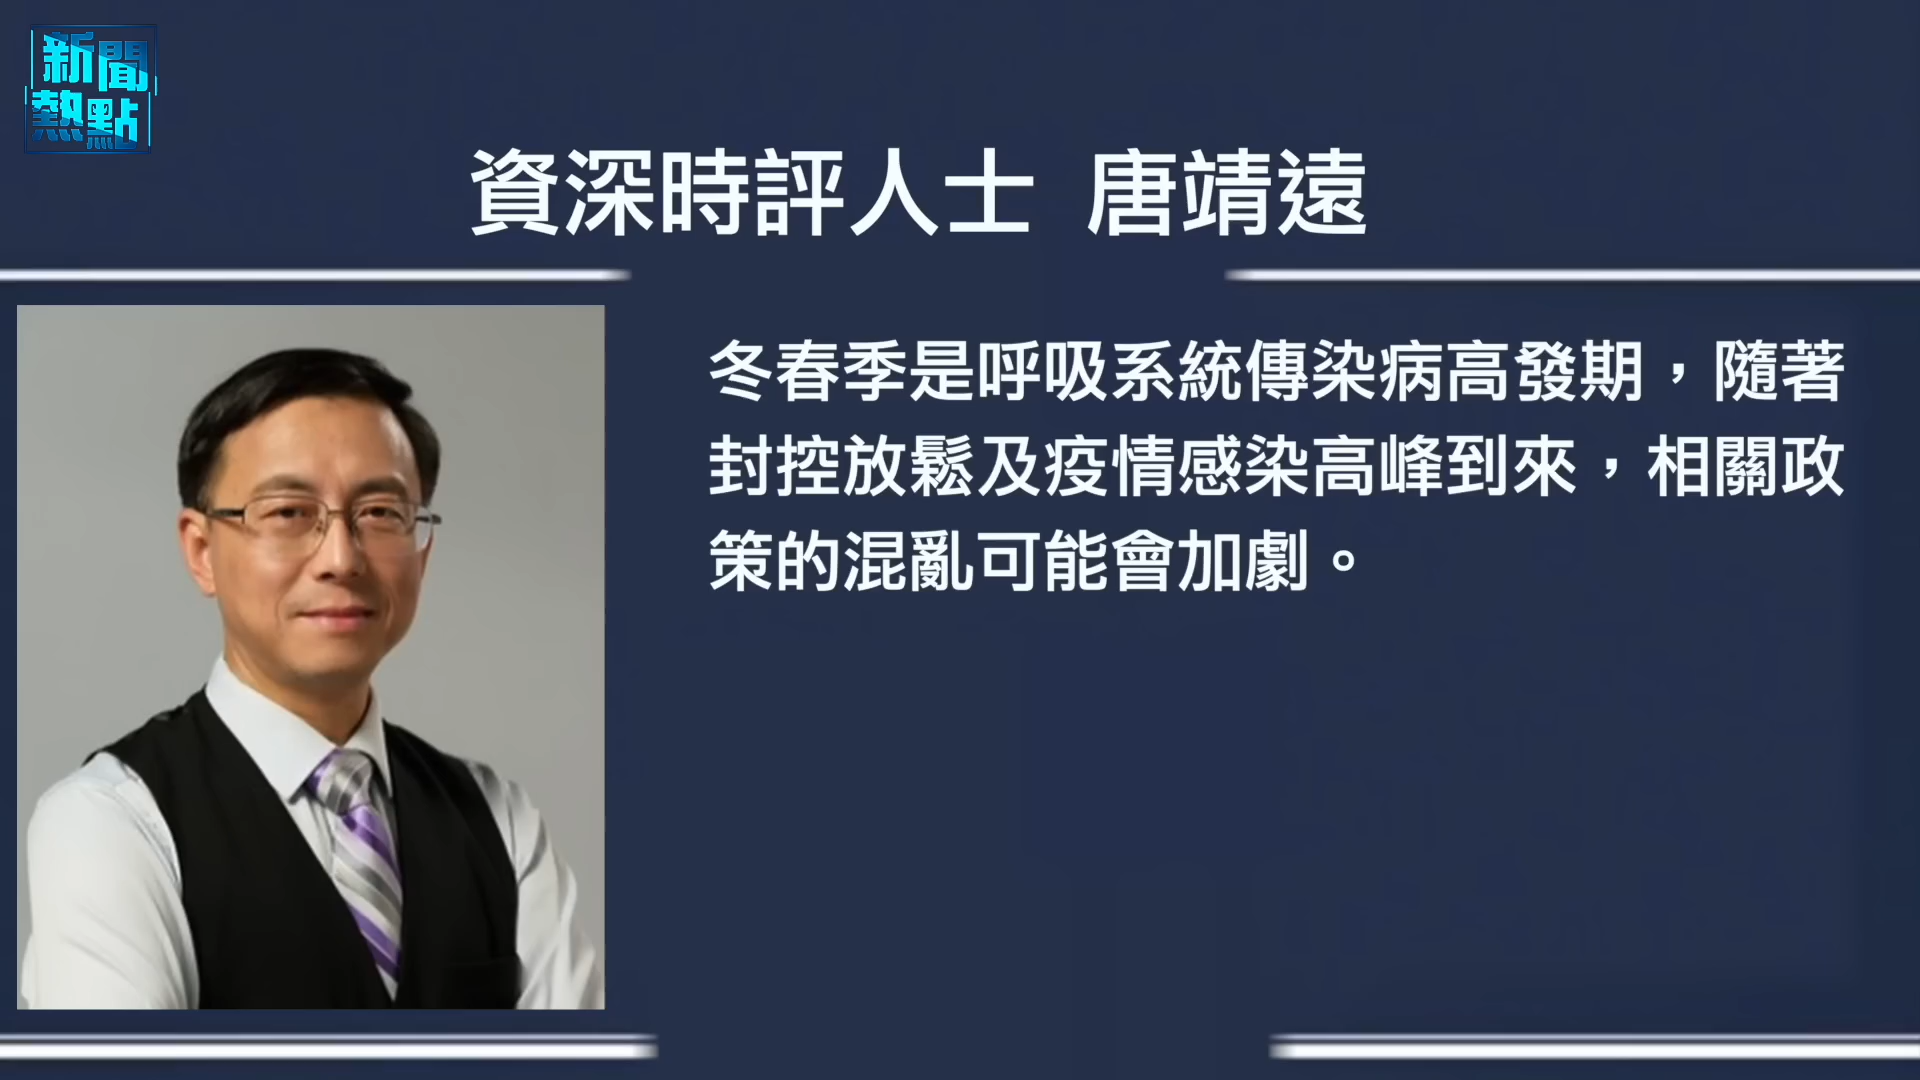 新聞
熱點
資深時評人士 唐靖遠
冬春季是呼吸系統傳染病高發期，隨著
封控放鬆及疫情感染高峰到來，相關政
策的混亂可能會加劇。